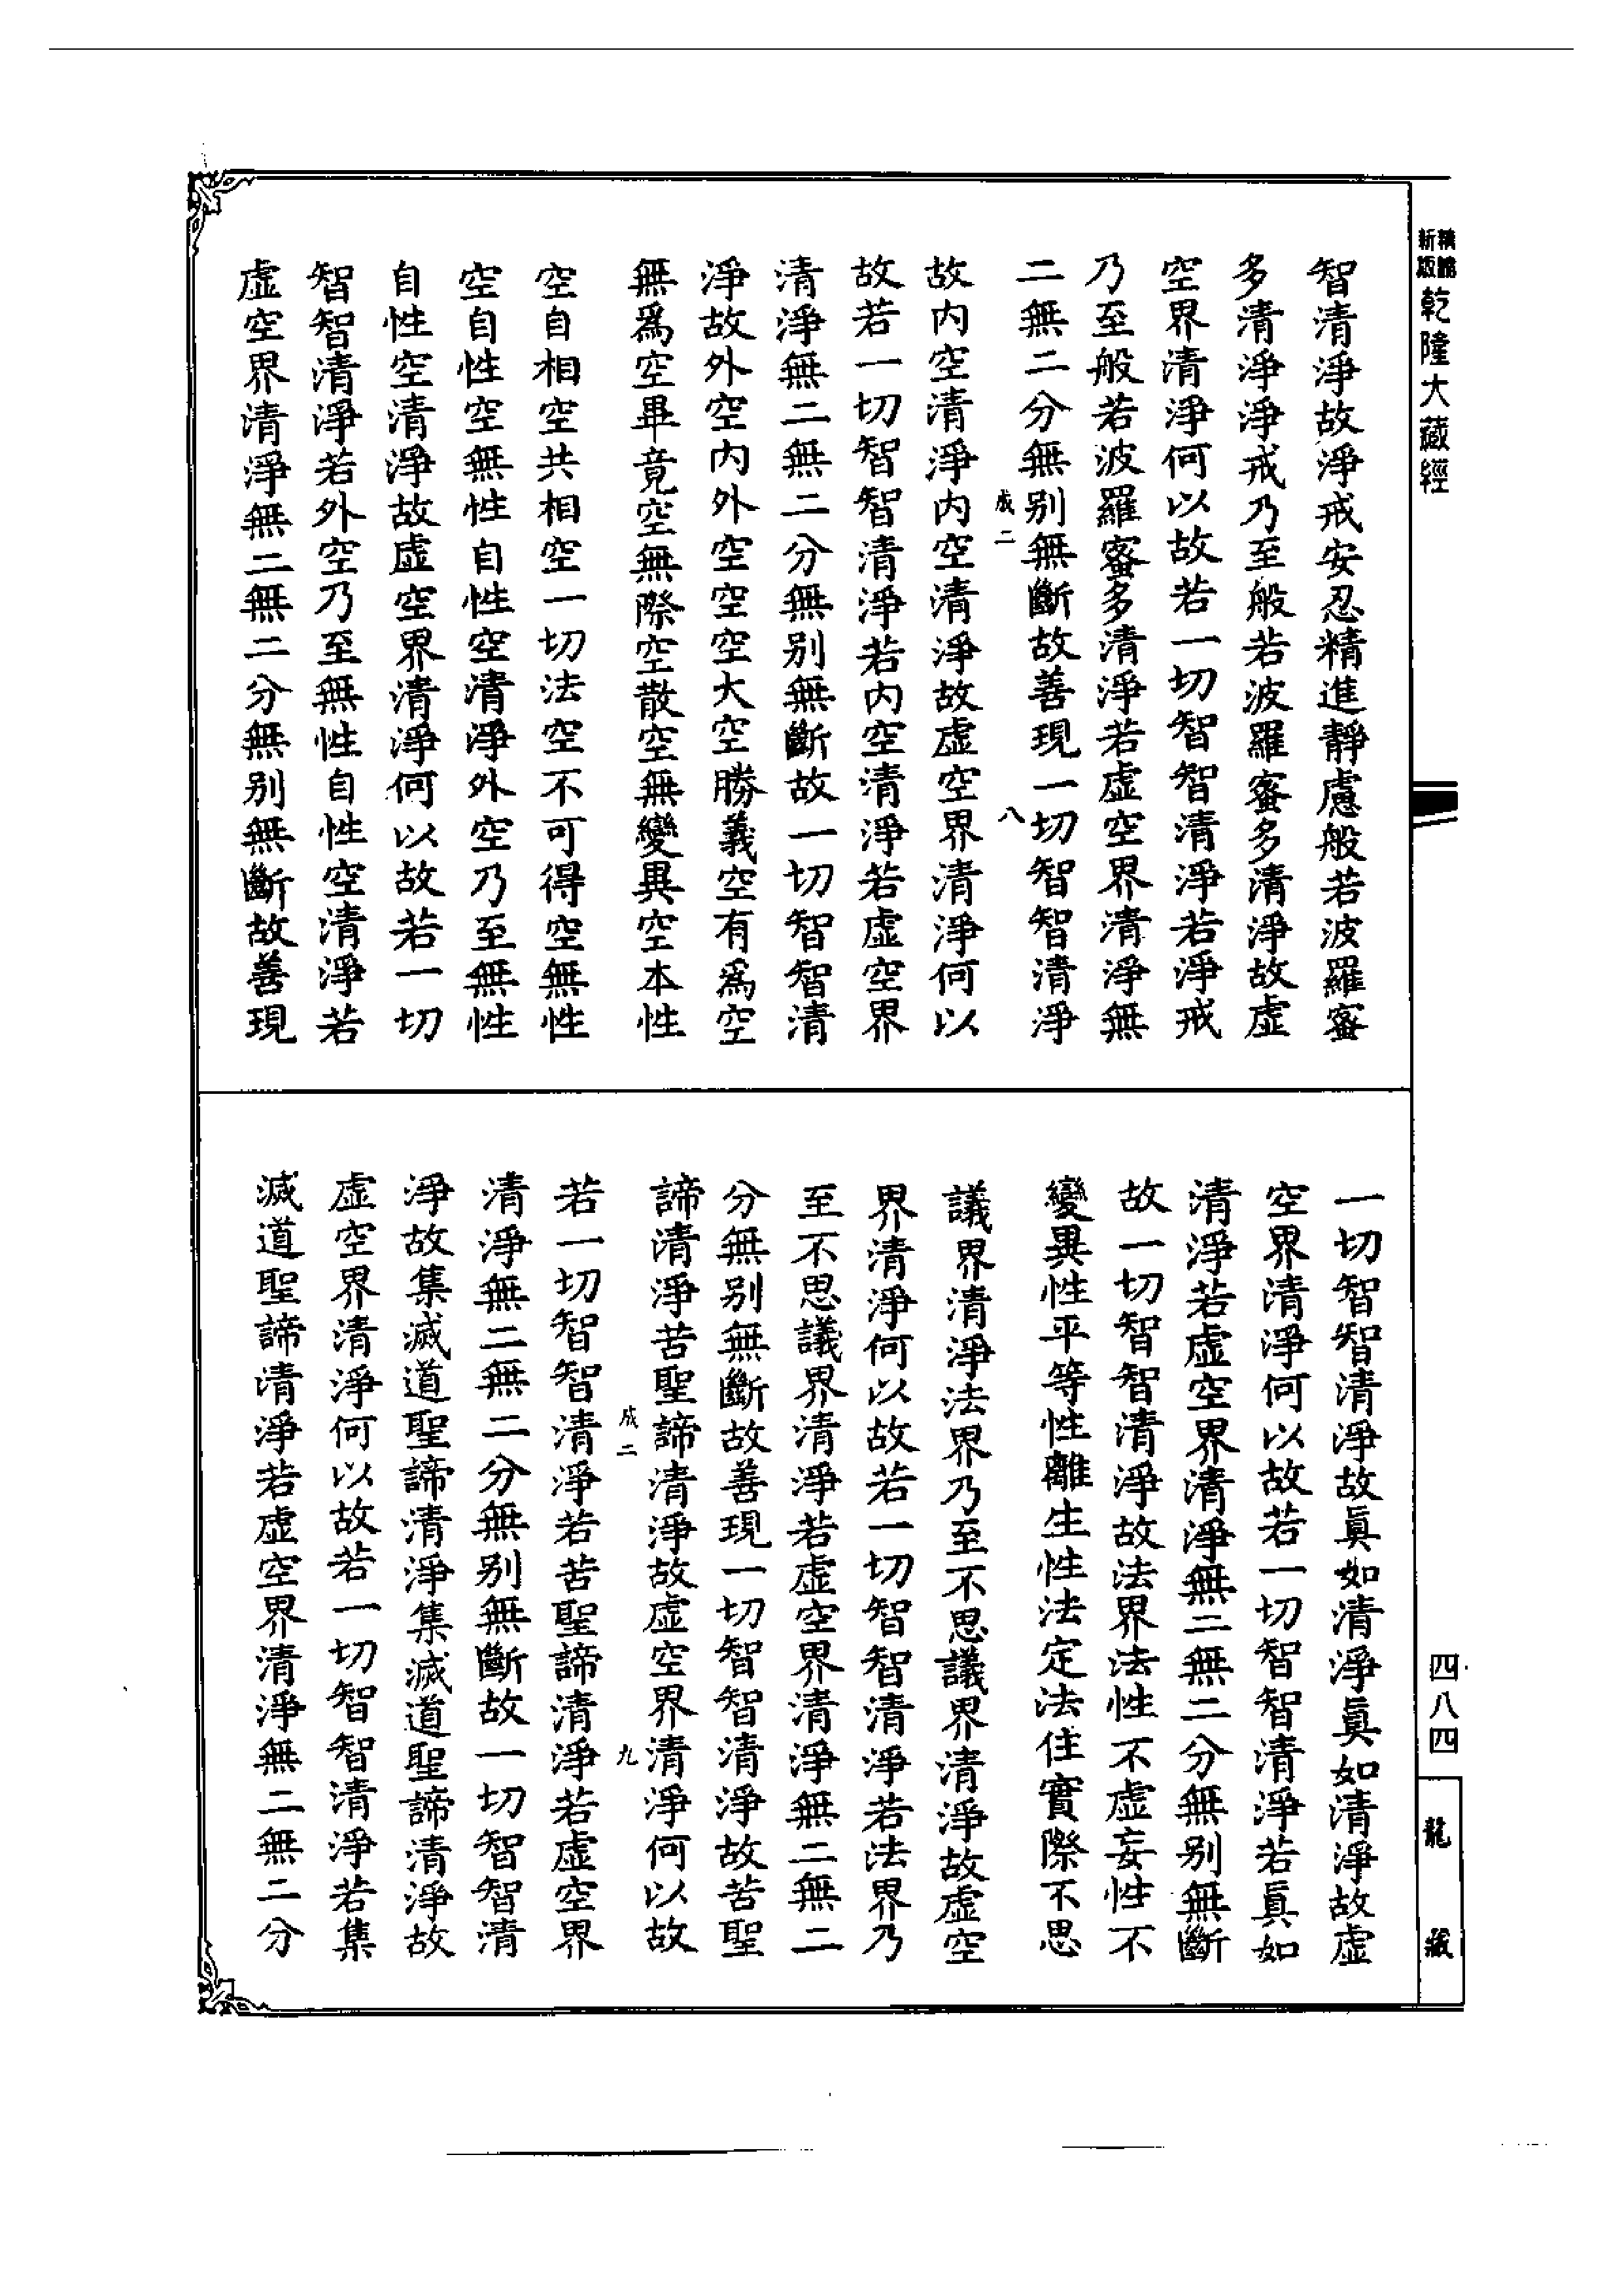 新版
乾隆大藏經
智清淨故淨戒安忍精進靜慮般若波羅蜜
多清淨淨戒乃至般若波羅蜜多清淨故虛
空界清淨何以故若一切智智清淨若淨戒
乃至般若波羅蜜多清淨若虛空界清淨無
二無二分無别無斷故善現一切智智清淨
成二
八
故内空清淨内空清淨故虛空界清淨何以
故若一切智智清淨若内空清淨若虛空界
清淨無二無二分無别無斷故一切智智清
淨故外空内外空空空大空勝義空有爲空
無爲空畢竟空無際空散空無變異空本性
空自相空共相空一切法空不可得空無性
空自性空無性自性空清淨外空乃至無性
自性空清淨故虛空界清淨何以故若一切
智智清淨若外空乃至無性自性空清淨若
虛空界清淨無二無二分無别無斷故善現
一切智智清淨故眞如清淨眞如清淨故虛
空界清淨何以故若一切智智清淨若眞如
清淨若虛空界清淨無二無二分無别無斷
故一切智智清淨故法界法性不虛妄性不
變異性平等性離生性法定法住實際不思
議界清淨法界乃至不思議界清淨故虛空
界清淨何以故若一切智智清淨若法界乃
至不思議界清淨若虛空界清淨無二無二
分無别無斷故善現一切智智清淨故苦聖
諦清淨苦聖諦清淨故虛空界清淨何以故
成二
九
若一切智智清淨若苦聖諦清淨若虛空界
清淨無二無二分無别無斷故一切智智清
淨故集滅道聖諦清淨集滅道聖諦清淨故
虛空界清淨何以故若一切智智清淨若集
滅道聖諦清淨若虛空界清淨無二無二分
四八四
龍藏